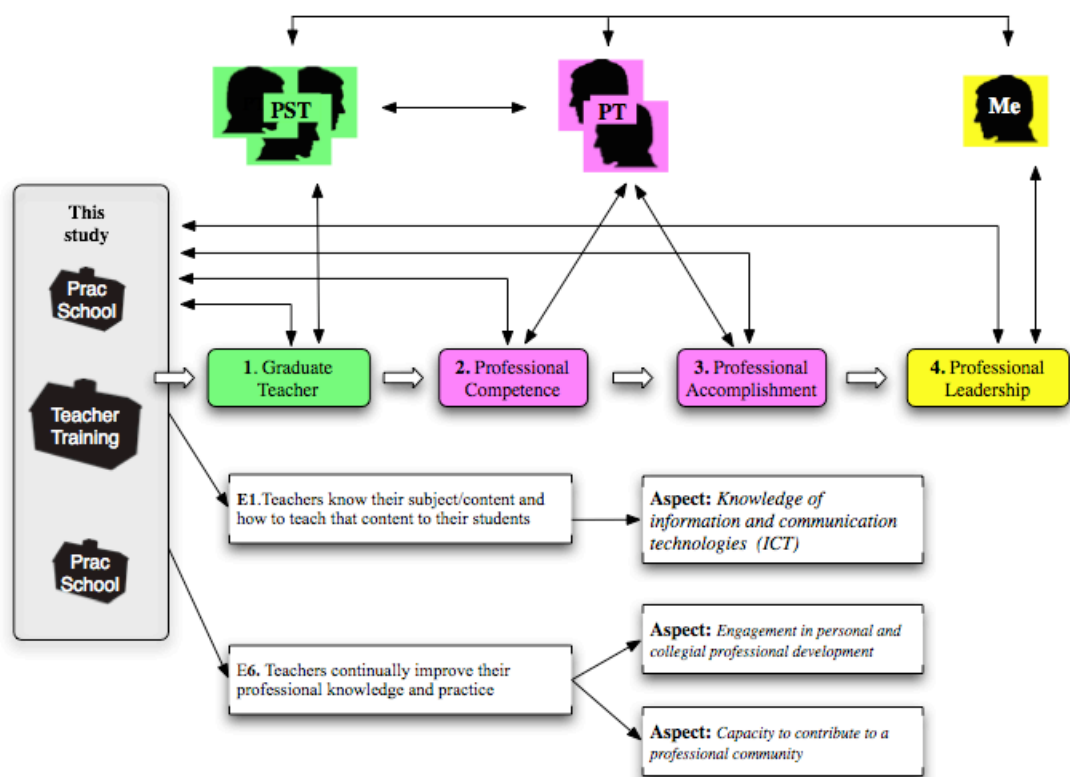 PST
PT
Me
This
study
Prac
School
Teacher
Training
Prac
School
1. Graduate
Teacher
2. Professional
Competence
3. Professional
Accomplishment
4. Professional
Leadership
E1.Teachers know their subject/content and
how to teach that content to their students
Aspect: Knowledge of
information and communication
technologies (ICT)
E6. Teachers continually improve their
professional knowledge and practice
Aspect: Engagement in personal and
collegial professional development
Aspect: Capacity to contribute to a
professional community